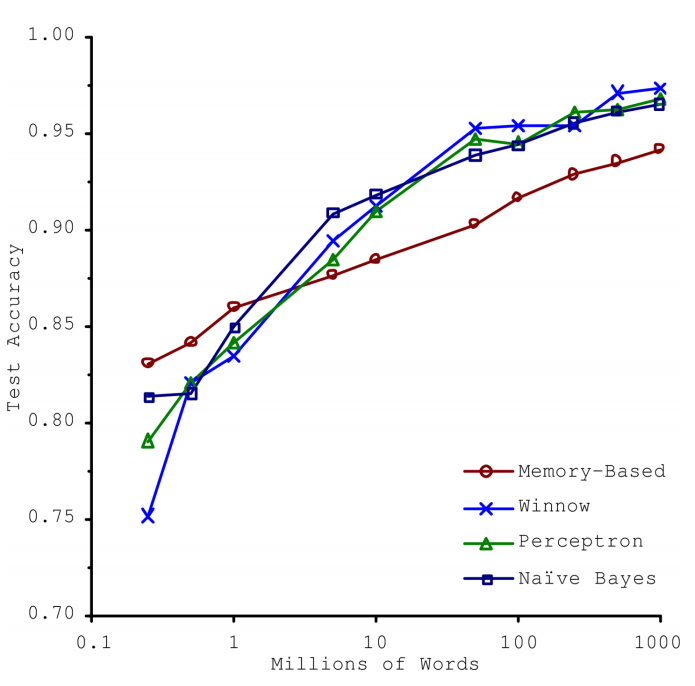 1.00
0.95
0.90
0.85
0.80
0.75
0.70
Test Accuracy
0.1 1 10 100 1000
Millions of Words
Memory-Based
Winnow
Perceptron
Naïve Bayes